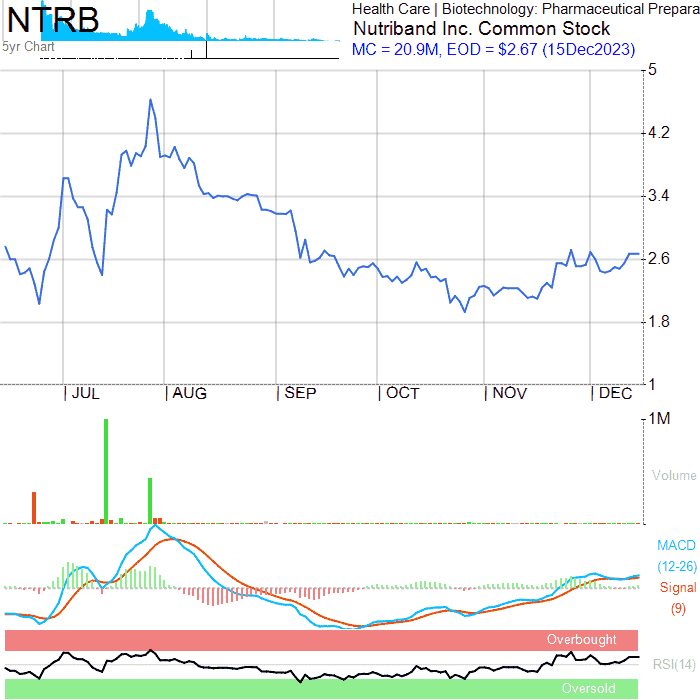 NTRB
Health Care | Biotechnology: Pharmaceutical Prepara
Nutriband Inc. Common Stock
5yr Chart
MC = 20.9M, EOD = $2.67 (15Dec2023)
5
4.2
3.4
2.6
1.8
1
| JUL | AUG | SEP | OCT | NOV | DEC
1M
Volume
MACD
(12-26)
Signal
(9)
Overbought
RSI(14)
Oversold